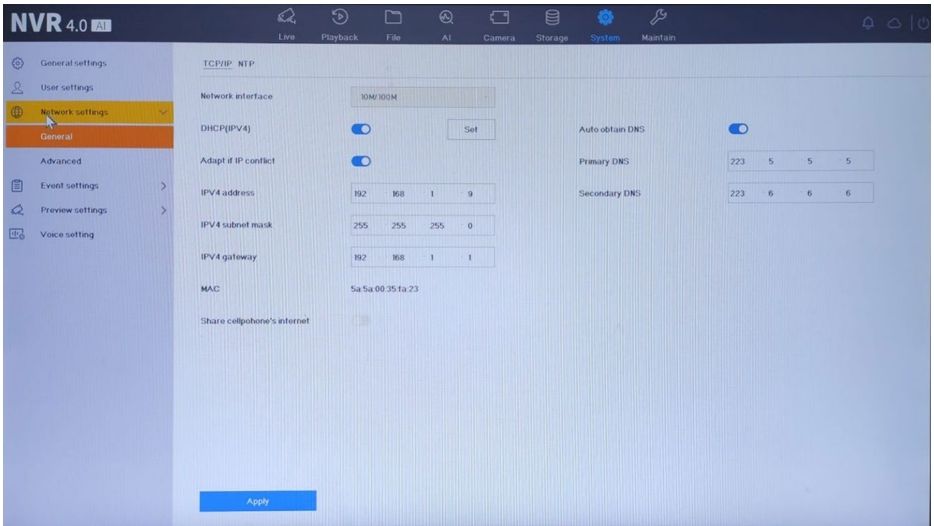 NVR 4.0 AI
Live Playback File AI Camera Storage System Maintain
General settings
User settings
Network settings
General
Advanced
Event settings
Preview settings
Voice setting
TCP/IP NTP
Network interface 10M/100M
DHCP(IPV4) Set Auto obtain DNS
Adapt if IP conflict Primary DNS 223 5 5 5
IPV4 address 192 168 1 9 Secondary DNS 223 6 6 6
IPV4 subnet mask 255 255 255 0
IPV4 gateway 192 168 1 1
MAC 5a:5a:00:35:fa:23
Share cellpohone's internet
Apply